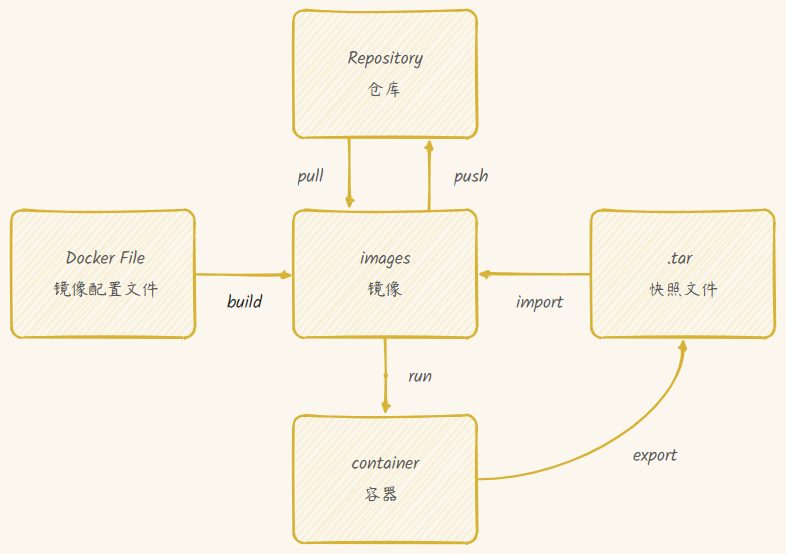 Repository
仓库
pull
push
Docker File
镜像配置文件
build
images
镜像
import
.tar
快照文件
run
container
容器
export